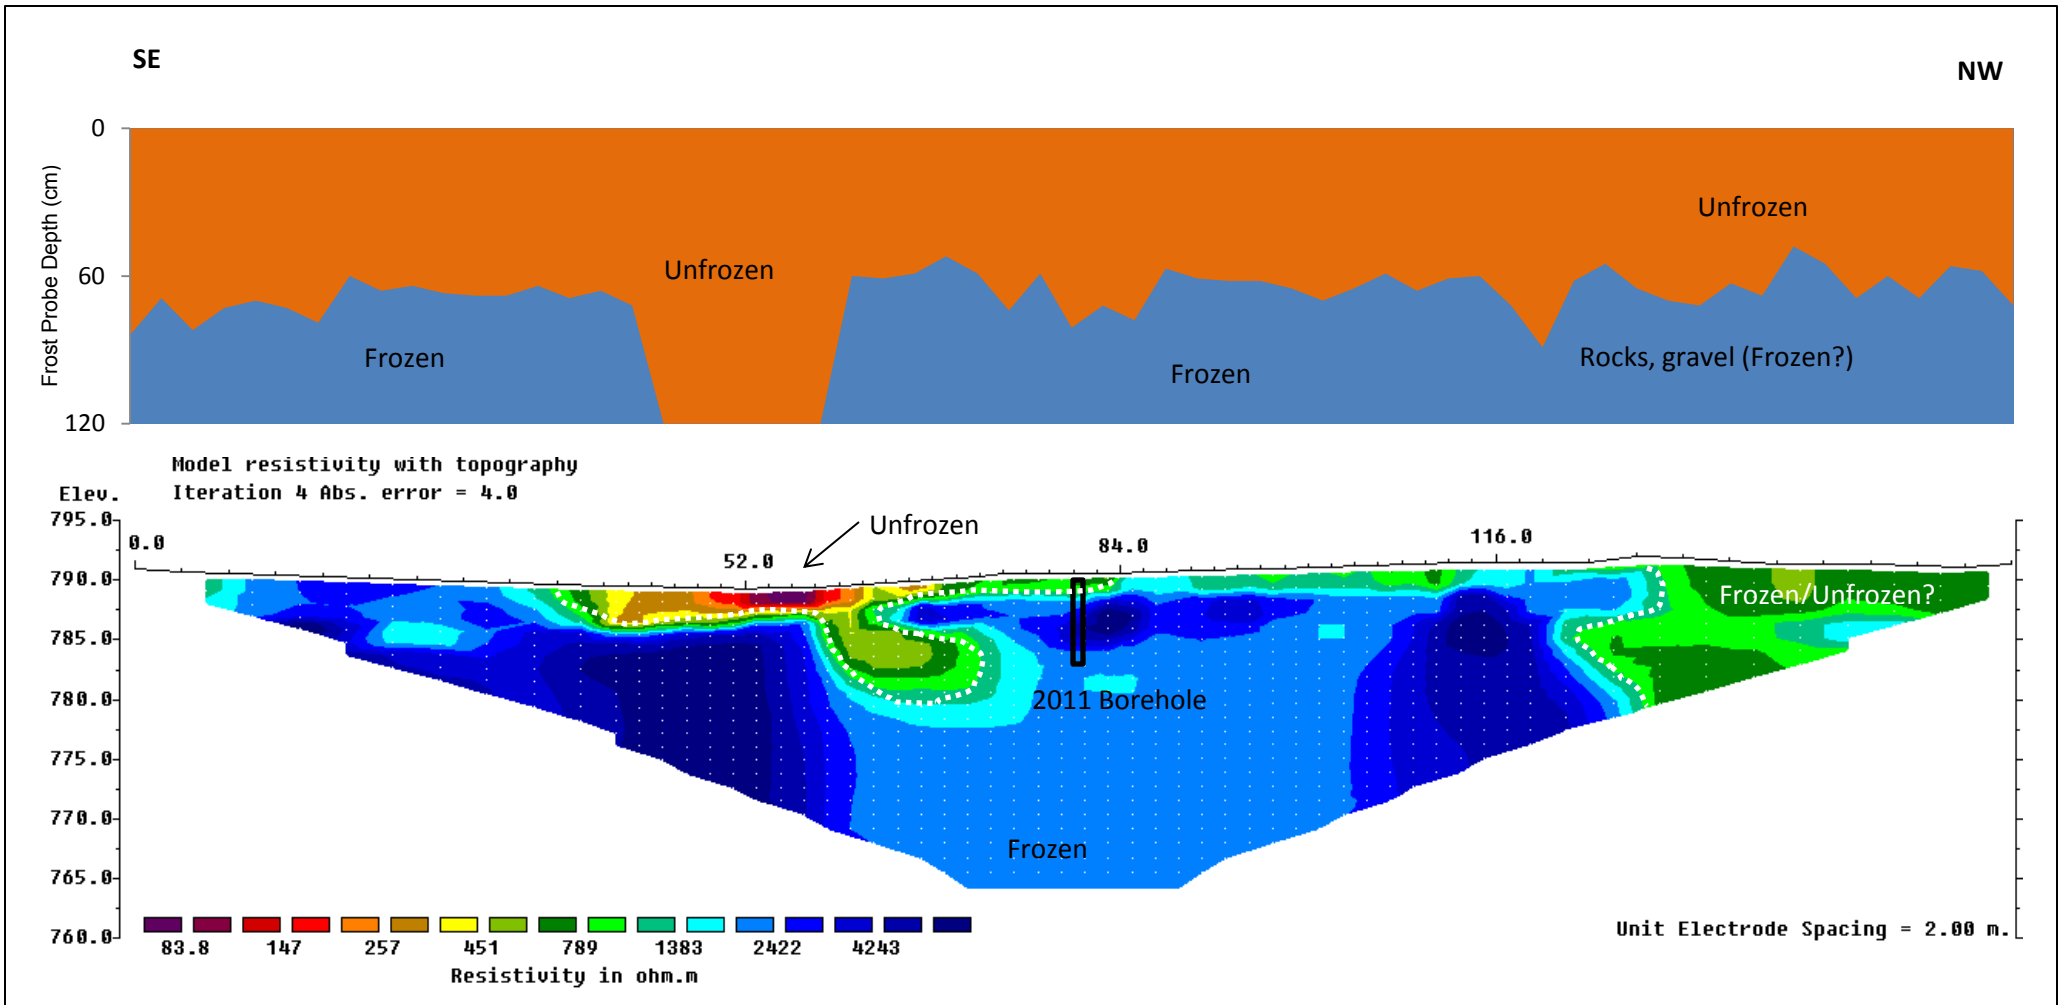 SE
NW
0
Frost Probe Depth (cm)
Unfrozen
Unfrozen
60
Frozen
Frozen
Rocks, gravel (Frozen?)
120
Model resistivity with topography
Elev.
Iteration 4 Abs. error = 4.0
795.0
Unfrozen
0.0
52.0
84.0
116.0
790.0
Frozen/Unfrozen?
785.0
780.0
2011 Borehole
775.0
770.0
Frozen
765.0
760.0
Unit Electrode Spacing = 2.00 m.
83.8 147 257 451 789 1383 2422 4243
Resistivity in ohm.m